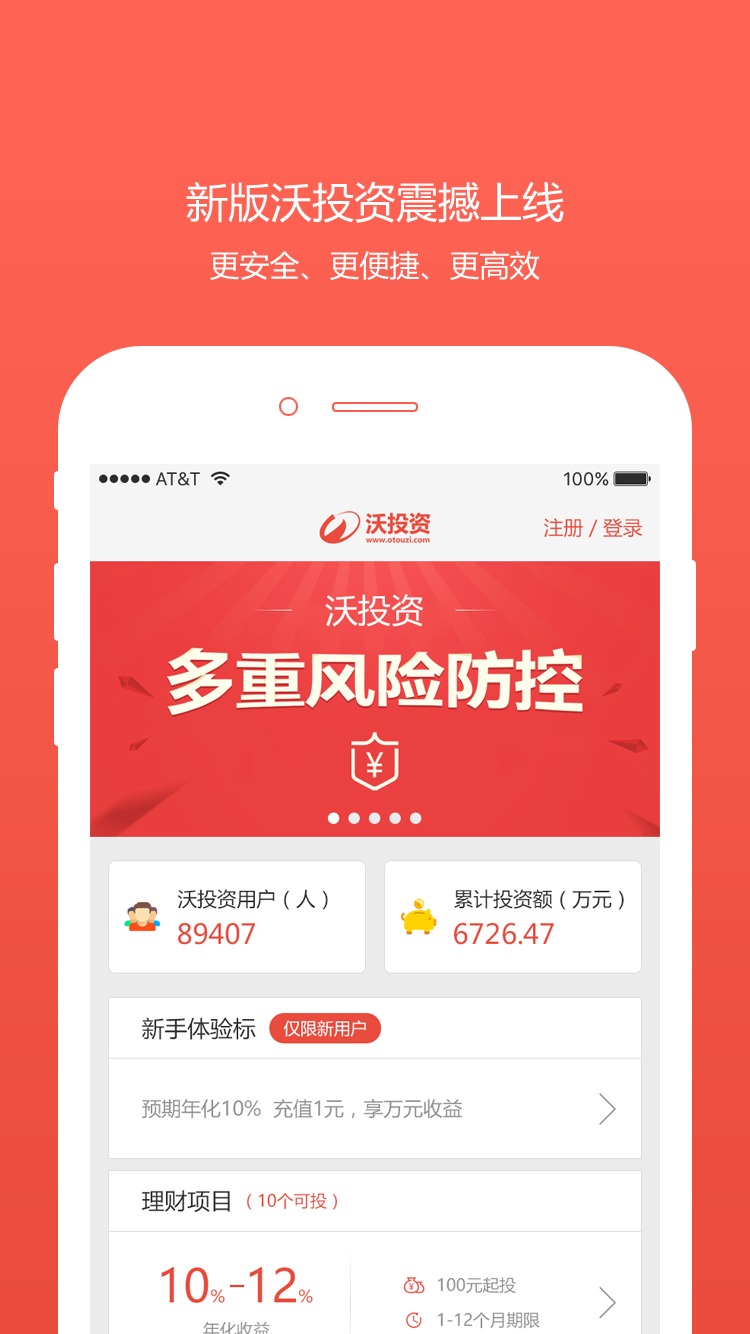 新版沃投资震撼上线
更安全、更便捷、更高效
●●●●● AT&T 100%
沃投资
www.otouzi.com
注册 / 登录
沃投资
多重风险防控
¥
沃投资用户（人）
89407
累计投资额（万元）
6726.47
新手体验标 仅限新用户
预期年化10% 充值1元，享万元收益
理财项目（10个可投）
10%-12%
年化收益
100元起投
1-12个月期限